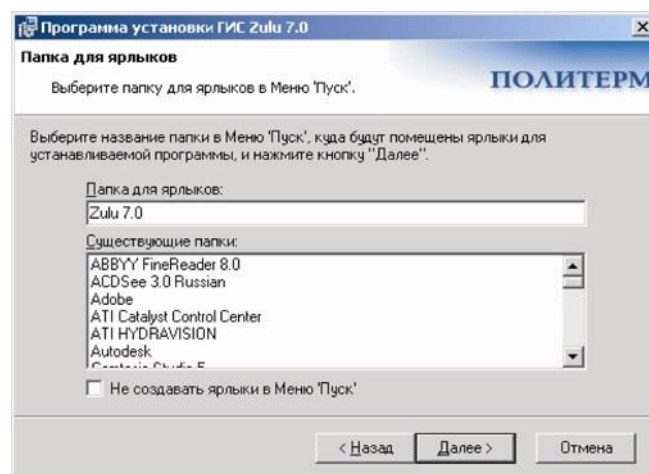 Программа установки ГИС Zulu 7.0
Папка для ярлыков
Выберите папку для ярлыков в Меню 'Пуск'.
ПОЛИТЕРМ
Выберите название папки в Меню 'Пуск', куда будут помещены ярлыки для
устанавливаемой программы, и нажмите кнопку "Далее".
Папка для ярлыков:
Zulu 7.0
Существующие папки:
ABBYY FineReader 8.0
ACDSee 3.0 Russian
Adobe
ATI Catalyst Control Center
ATI HYDRAVISION
Autodesk
Camtasia Studio 5
Не создавать ярлыки в Меню 'Пуск'
< Назад Далее > Отмена